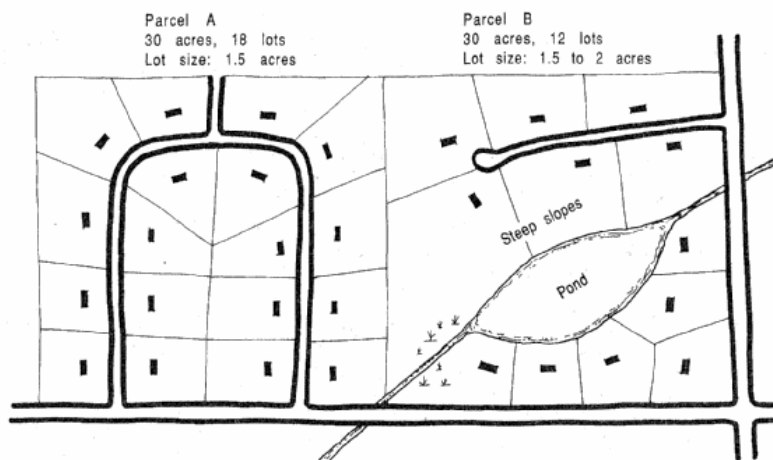 Parcel A
30 acres, 18 lots
Lot size: 1.5 acres
Parcel B
30 acres, 12 lots
Lot size: 1.5 to 2 acres
Steep slopes
Pond